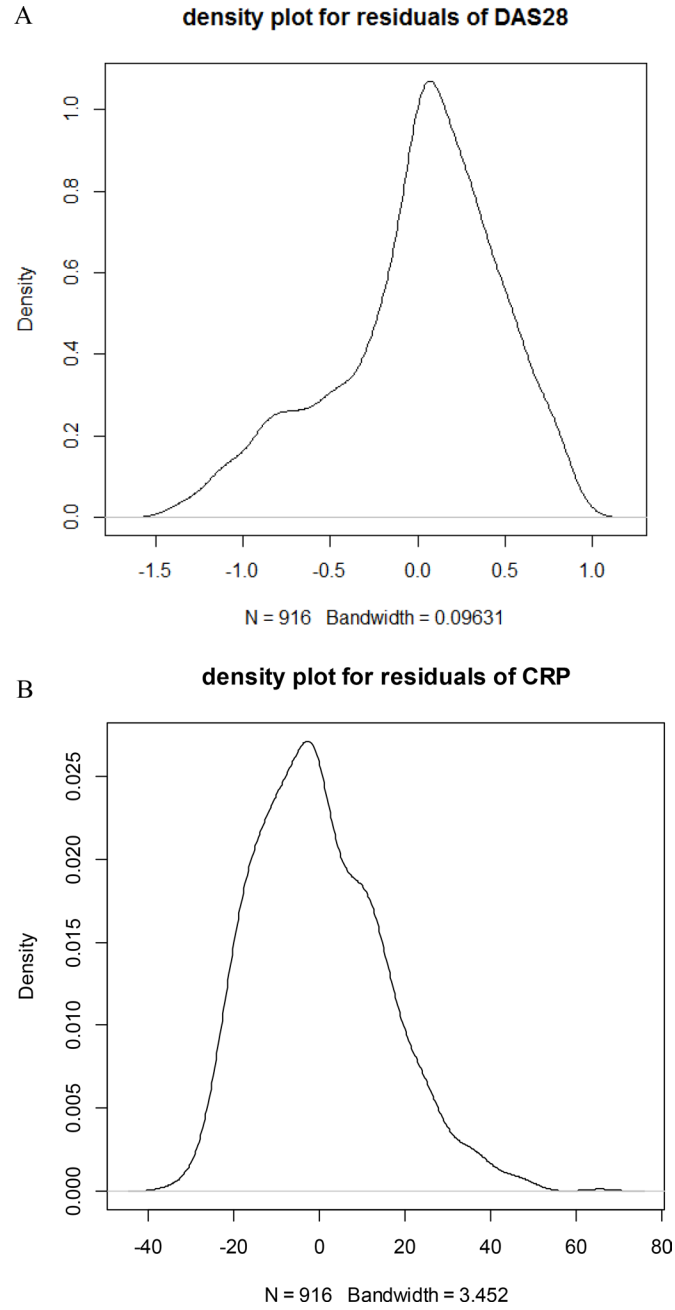 A
density plot for residuals of DAS28
Density
0.0 0.2 0.4 0.6 0.8 1.0
-1.5 -1.0 -0.5 0.0 0.5 1.0
N = 916 Bandwidth = 0.09631
B
density plot for residuals of CRP
Density
0.000 0.005 0.010 0.015 0.020 0.025
-40 -20 0 20 40 60 80
N = 916 Bandwidth = 3.452